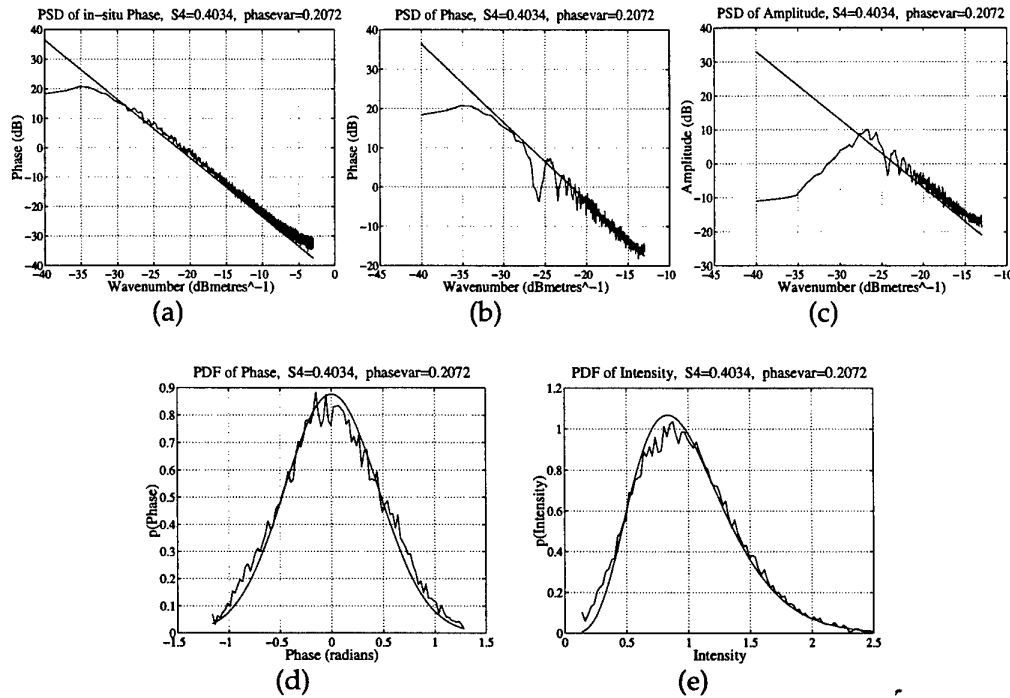 PSD of in-situ Phase, S4=0.4034, phasevar=0.2072
40
30
20
10
0
-10
-20
-30
-40
Phase (dB)
-40 -35 -30 -25 -20 -15 -10 -5 0
Wavenumber (dBmetres^-1)
(a)
PSD of Phase, S4=0.4034, phasevar=0.2072
40
30
20
10
0
-10
-20
Phase (dB)
-45 -40 -35 -30 -25 -20 -15 -10
Wavenumber (dBmetres^-1)
(b)
PSD of Amplitude, S4=0.4034, phasevar=0.2072
40
30
20
10
0
-10
-20
-30
Amplitude (dB)
-45 -40 -35 -30 -25 -20 -15 -10
Wavenumber (dBmetres^-1)
(c)
PDF of Phase, S4=0.4034, phasevar=0.2072
0.9
0.8
0.7
0.6
0.5
0.4
0.3
0.2
0.1
0
p(Phase)
-1.5 -1 -0.5 0 0.5 1 1.5
Phase (radians)
(d)
PDF of Intensity, S4=0.4034, phasevar=0.2072
1.2
1
0.8
0.6
0.4
0.2
0
p(Intensity)
0 0.5 1 1.5 2 2.5
Intensity
(e)